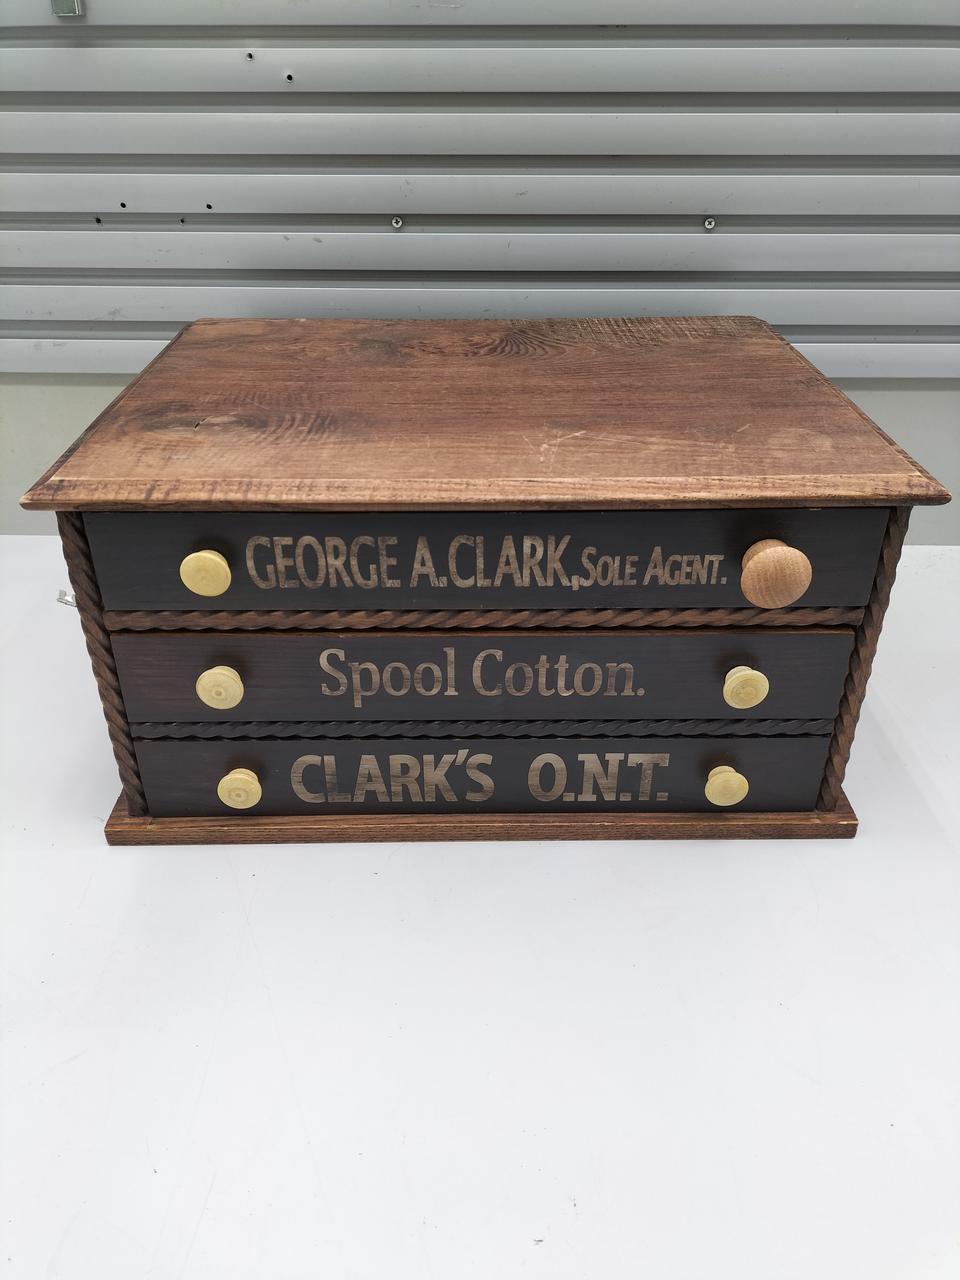 GEORGE A. CLARK, SOLE AGENT.
Spool Cotton.
CLARK'S O.N.T.